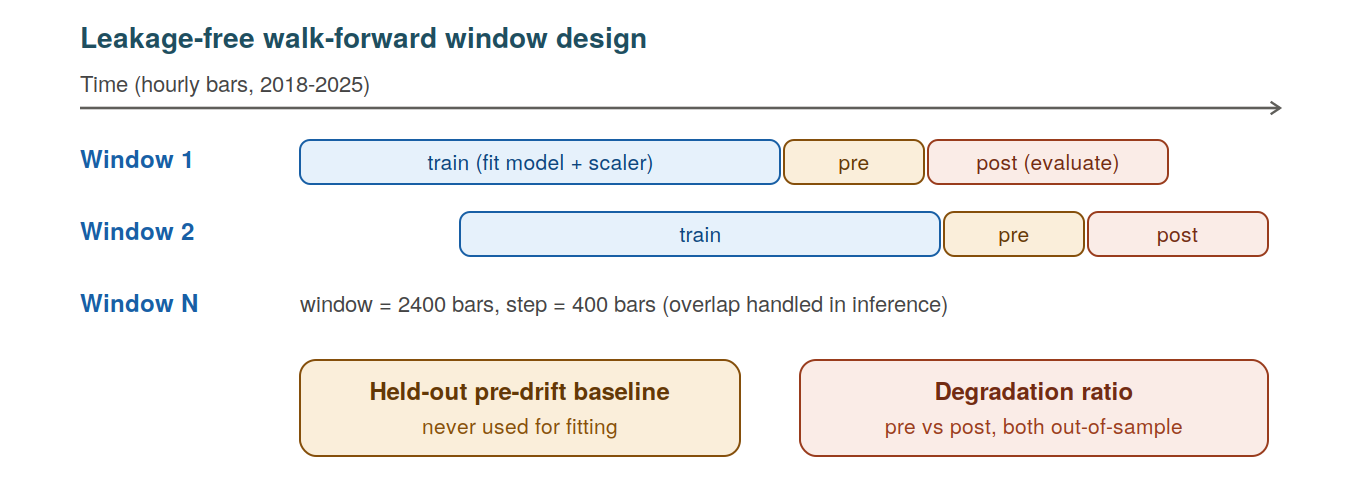 Leakage-free walk-forward window design
Time (hourly bars, 2018-2025)
Window 1
train (fit model + scaler)
pre
post (evaluate)
Window 2
train
pre
post
Window N
window = 2400 bars, step = 400 bars (overlap handled in inference)
Held-out pre-drift baseline
never used for fitting
Degradation ratio
pre vs post, both out-of-sample